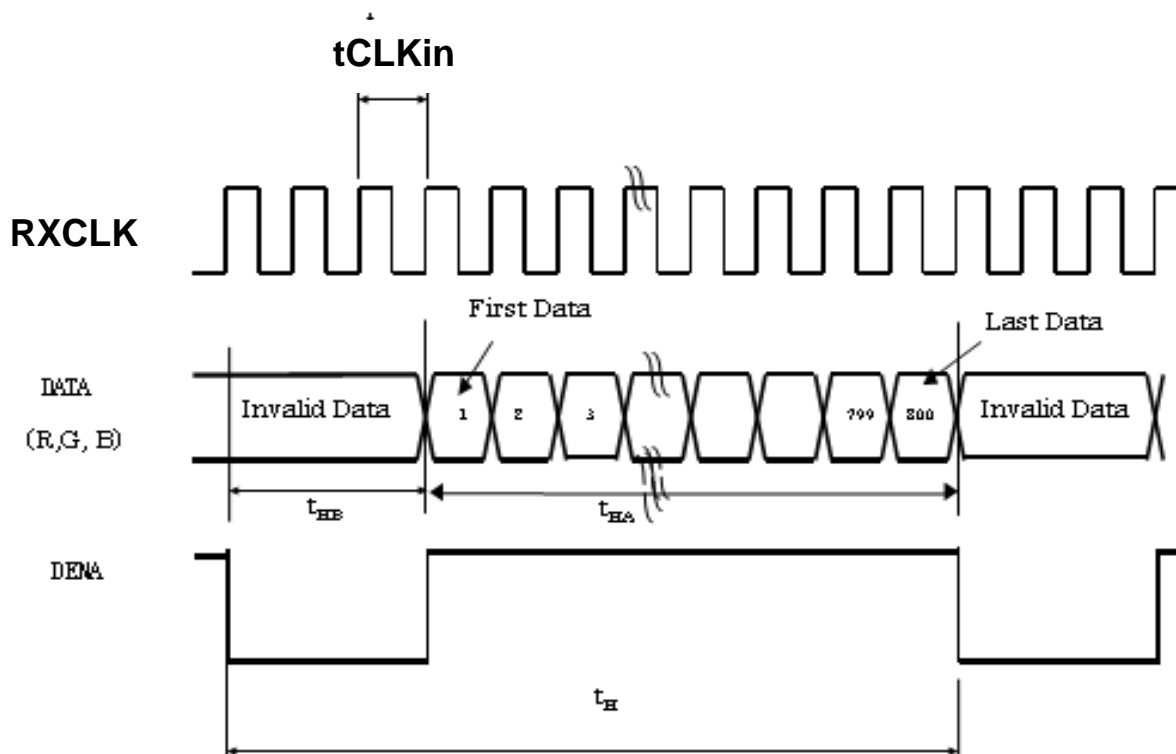 tCLKin
RXCLK
First Data
Last Data
DATA
(R,G, B)
Invalid Data
1
2
3
799
800
Invalid Data
tHB
tHA
DENA
tH